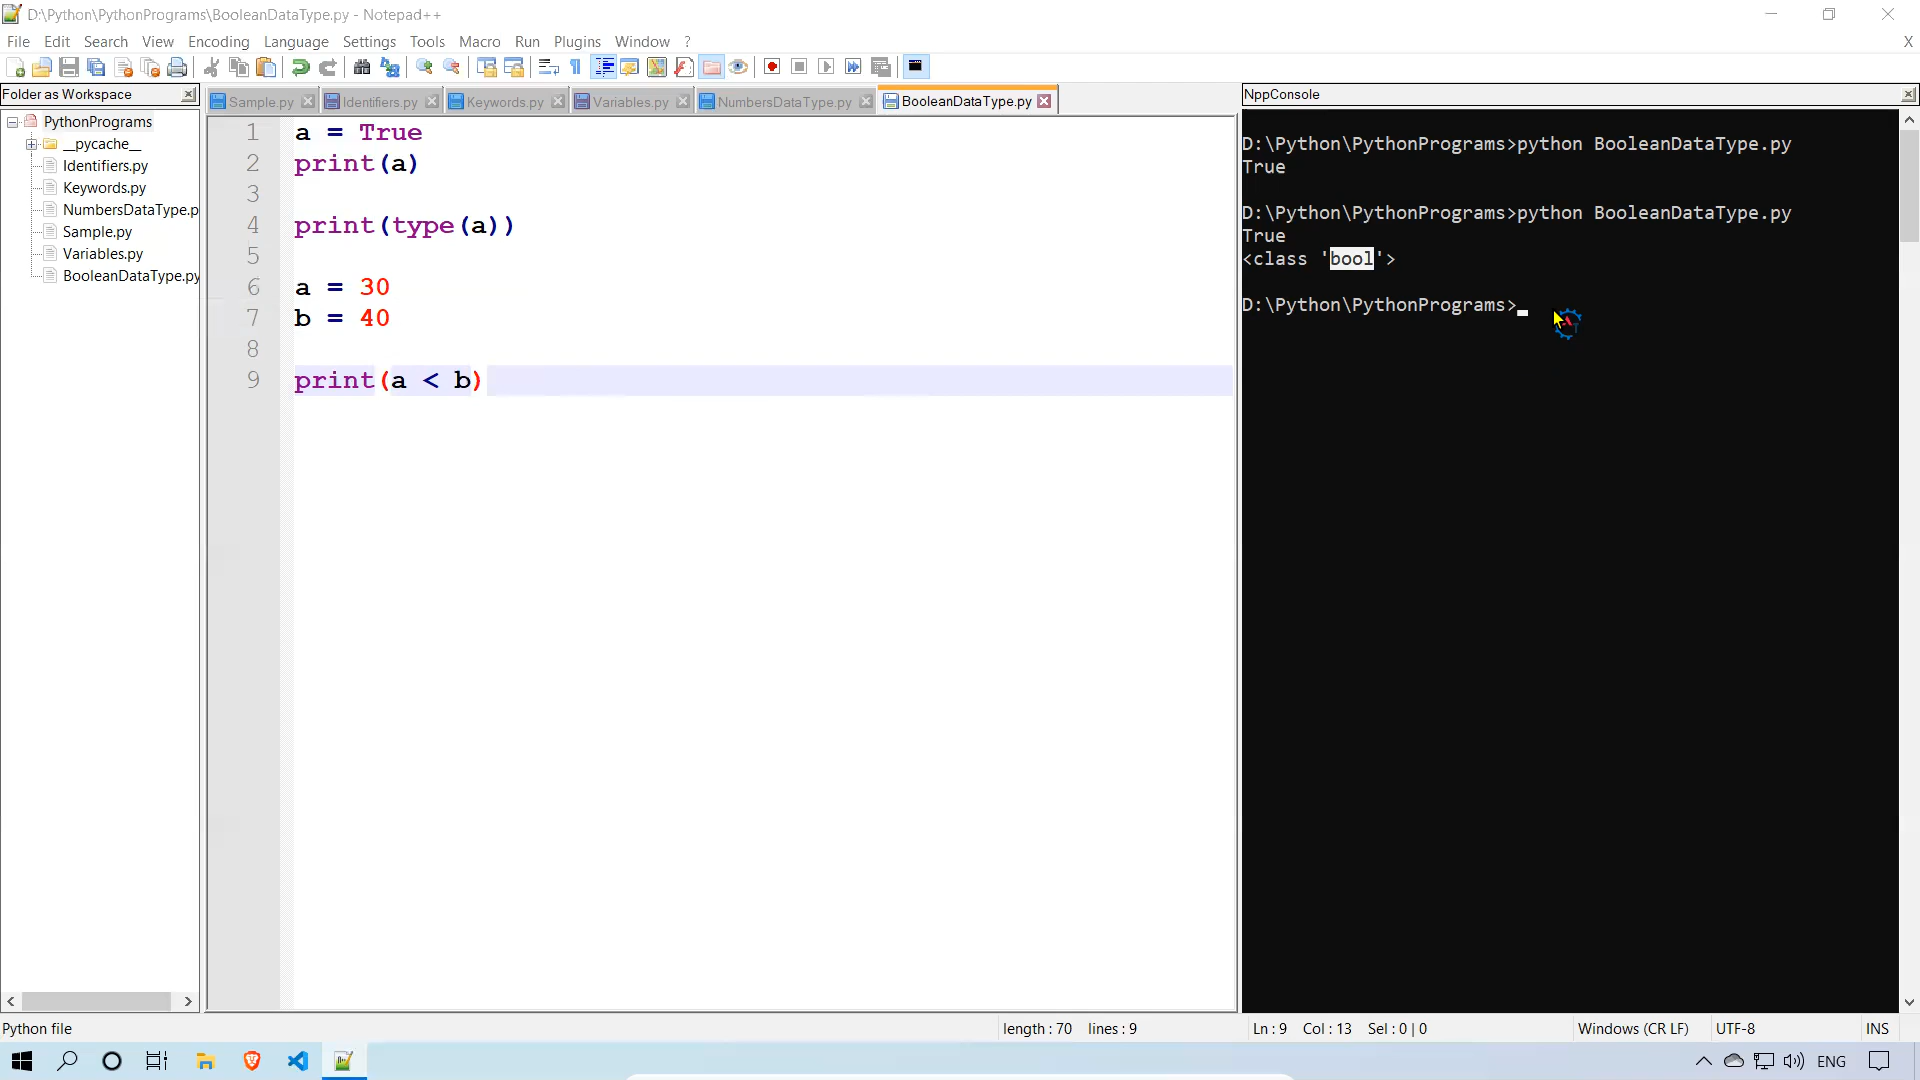 D:\Python\PythonPrograms\BooleanDataType.py - Notepad++
File Edit Search View Encoding Language Settings Tools Macro Run Plugins Window ? X
Folder as Workspace
PythonPrograms
__pycache__
Identifiers.py
Keywords.py
NumbersDataType.p
Sample.py
Variables.py
BooleanDataType.py
Sample.py Identifiers.py Keywords.py Variables.py NumbersDataType.py BooleanDataType.py
1 a = True
2 print(a)
3
4 print(type(a))
5
6 a = 30
7 b = 40
8
9 print(a < b)
NppConsole
D:\Python\PythonPrograms>python BooleanDataType.py
True
D:\Python\PythonPrograms>python BooleanDataType.py
True
<class 'bool'>
D:\Python\PythonPrograms>_
Python file length : 70 lines : 9 Ln : 9 Col : 13 Sel : 0 | 0 Windows (CR LF) UTF-8 INS
ENG